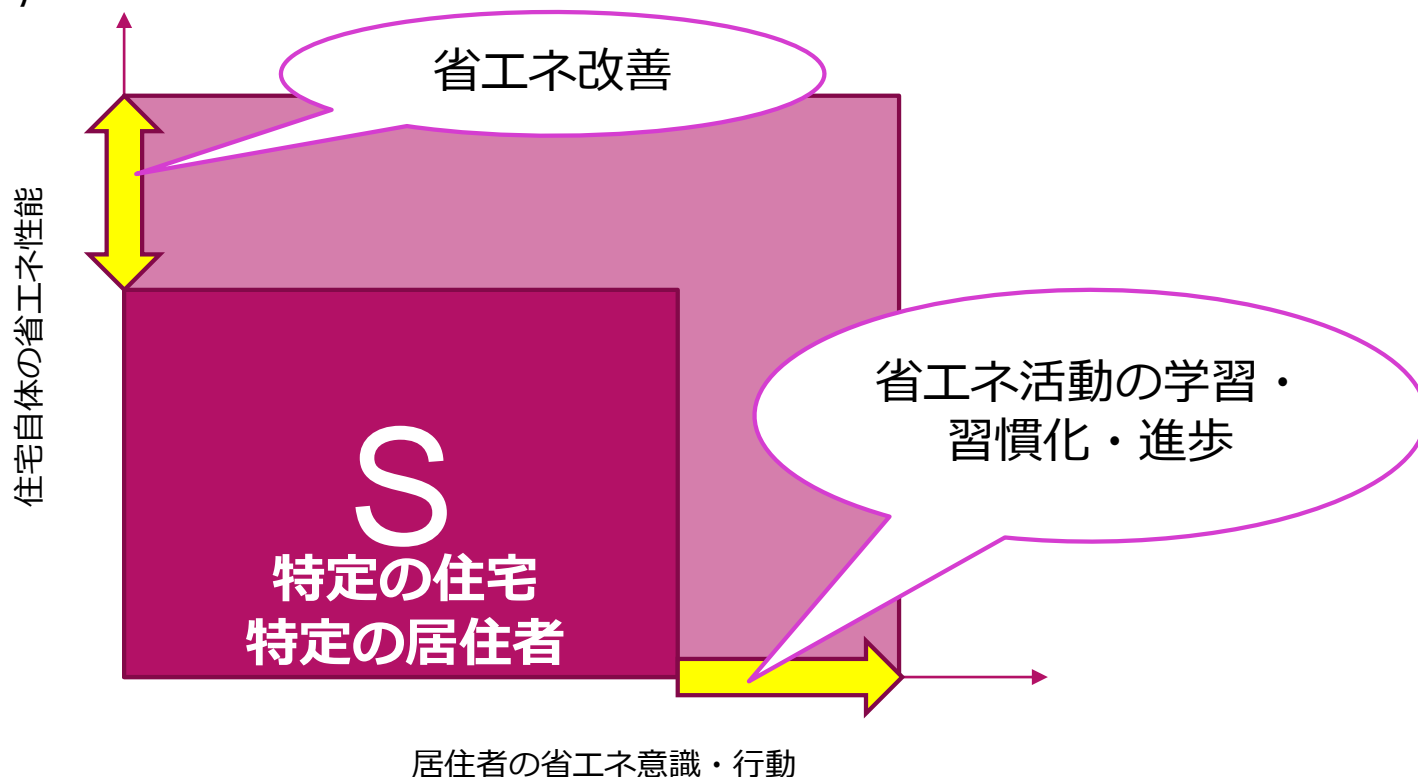 省エネ改善
住宅自体の省エネ性能
省エネ活動の学習・
習慣化・進歩
S
特定の住宅
特定の居住者
居住者の省エネ意識・行動